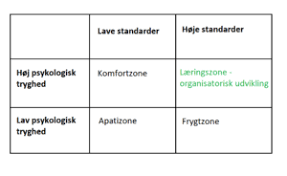 Lave standarder
Høje standarder
Høj psykologisk
tryghed
Komfortzone
Læringszone -
organisatorisk udvikling
Lav psykologisk
tryghed
Apatizone
Frygtzone